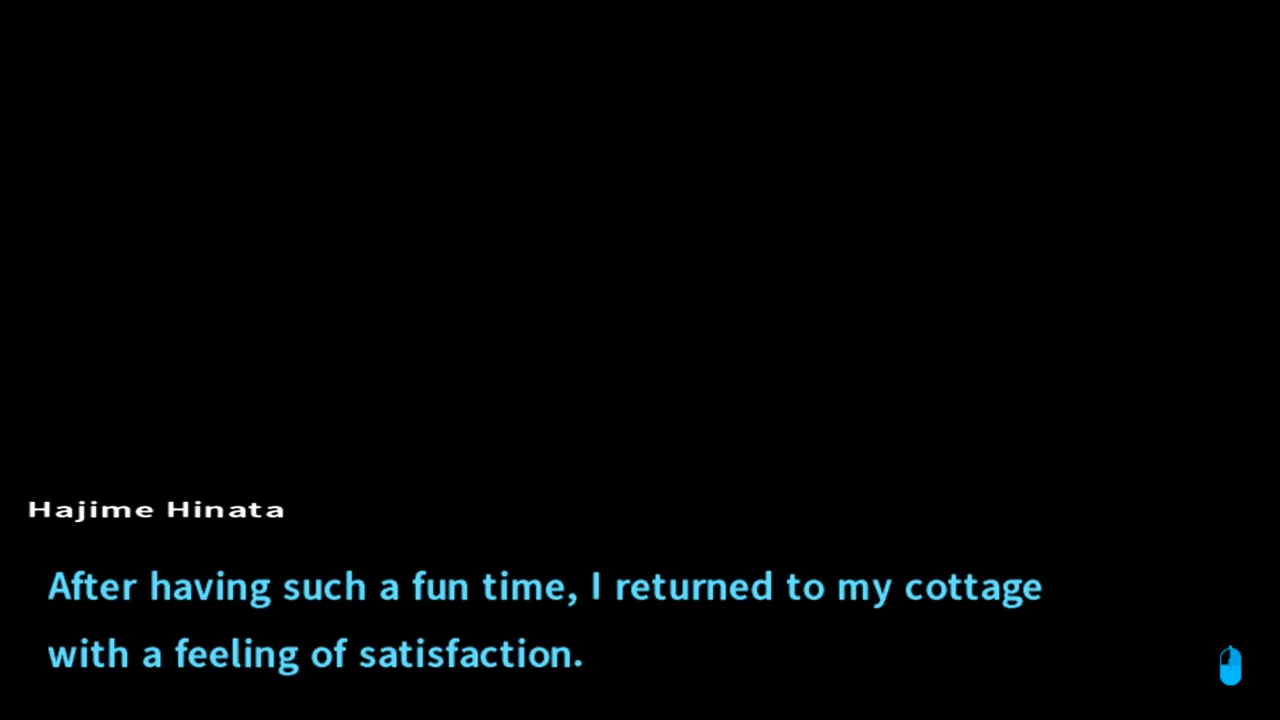 Hajime Hinata
After having such a fun time, I returned to my cottage
with a feeling of satisfaction.